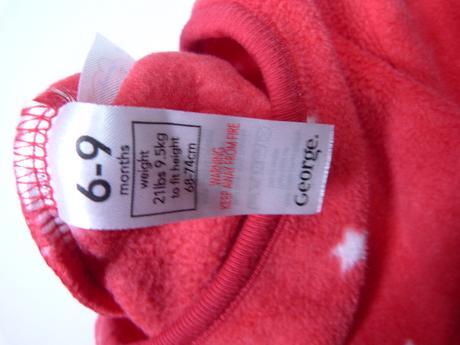 6-9
months
weight
21lbs 9.5kg
to fit height
68-74cm
WARNING
KEEP AWAY FROM FIRE
George.